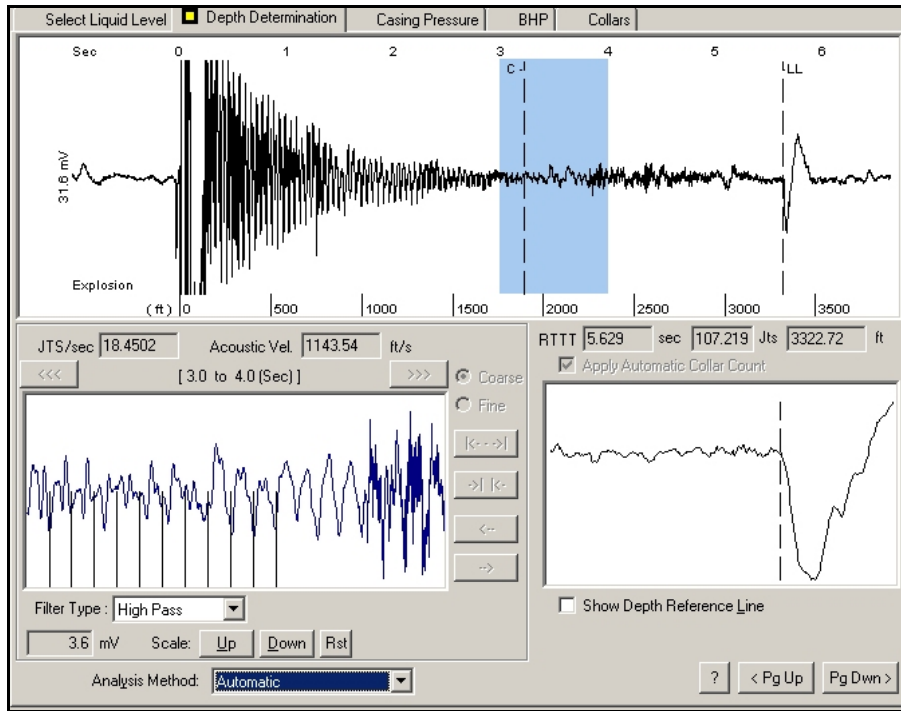 Select Liquid Level Depth Determination Casing Pressure BHP Collars
Sec 0 1 2 3 4 5 6
C LL
31.6 mV
Explosion
(ft) 0 500 1000 1500 2000 2500 3000 3500
JTS/sec 18.4502 Acoustic Vel. 1143.54 ft/s
<<< [ 3.0 to 4.0 (Sec) ] >>>
Coarse
Fine
|<--->|
->| |<-
<--
-->
Filter Type : High Pass
3.6 mV Scale: Up Down Rst
Analysis Method: Automatic
RTTT 5.629 sec 107.219 Jts 3322.72 ft
Apply Automatic Collar Count
Show Depth Reference Line
? < Pg Up Pg Dwn >